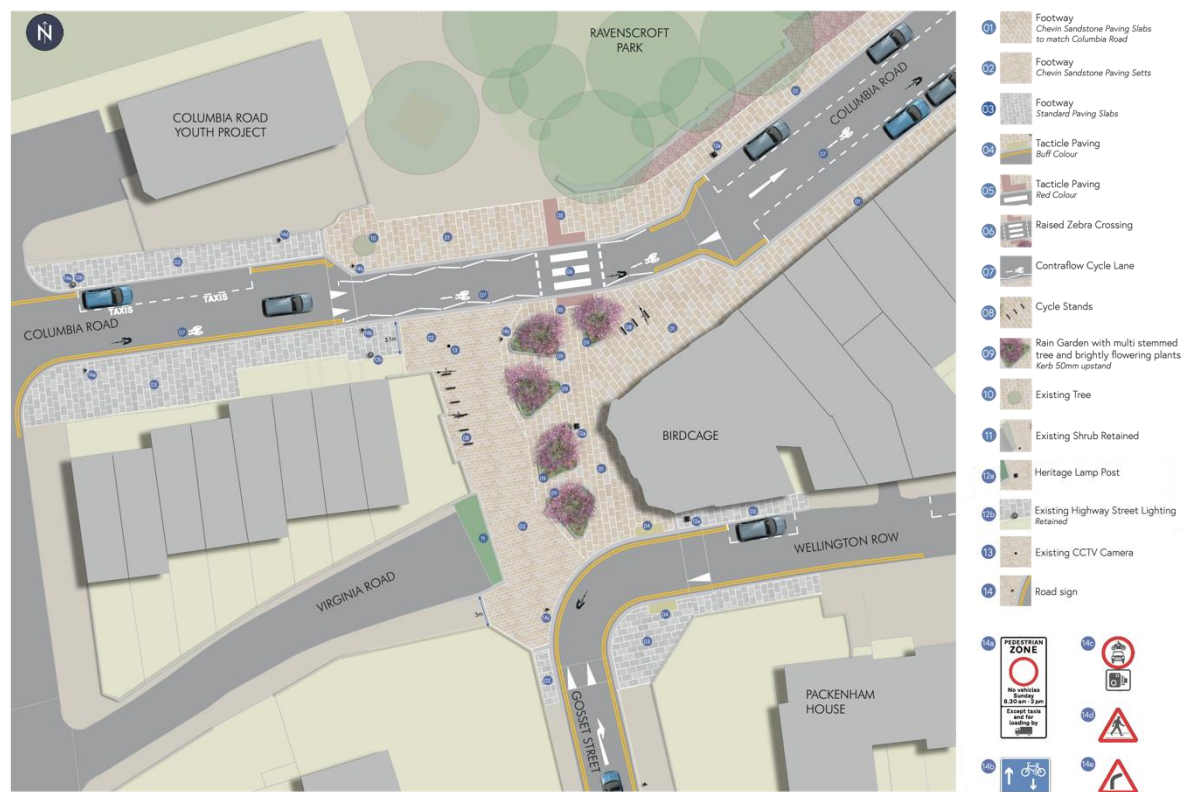 N
RAVENSCROFT
PARK
COLUMBIA ROAD
YOUTH PROJECT
COLUMBIA ROAD
TAXIS
TAXIS
COLUMBIA ROAD
3.1m
BIRDCAGE
VIRGINIA ROAD
WELLINGTON ROW
3m
GOSSET STREET
PACKENHAM
HOUSE
01 Footway
Chevin Sandstone Paving Slabs
to match Columbia Road
02 Footway
Chevin Sandstone Paving Setts
03 Footway
Standard Paving Slabs
04 Tacticle Paving
Buff Colour
05 Tacticle Paving
Red Colour
06 Raised Zebra Crossing
07 Contraflow Cycle Lane
08 Cycle Stands
09 Rain Garden with multi stemmed
tree and brightly flowering plants
Kerb 50mm upstand
10 Existing Tree
11 Existing Shrub Retained
12a Heritage Lamp Post
12b Existing Highway Street Lighting
Retained
13 Existing CCTV Camera
14 Road sign
14a
PEDESTRIAN
ZONE
No vehicles
Sunday
8.30am - 2pm
Except taxis
and for
loading by
14b
14c
14d
14e